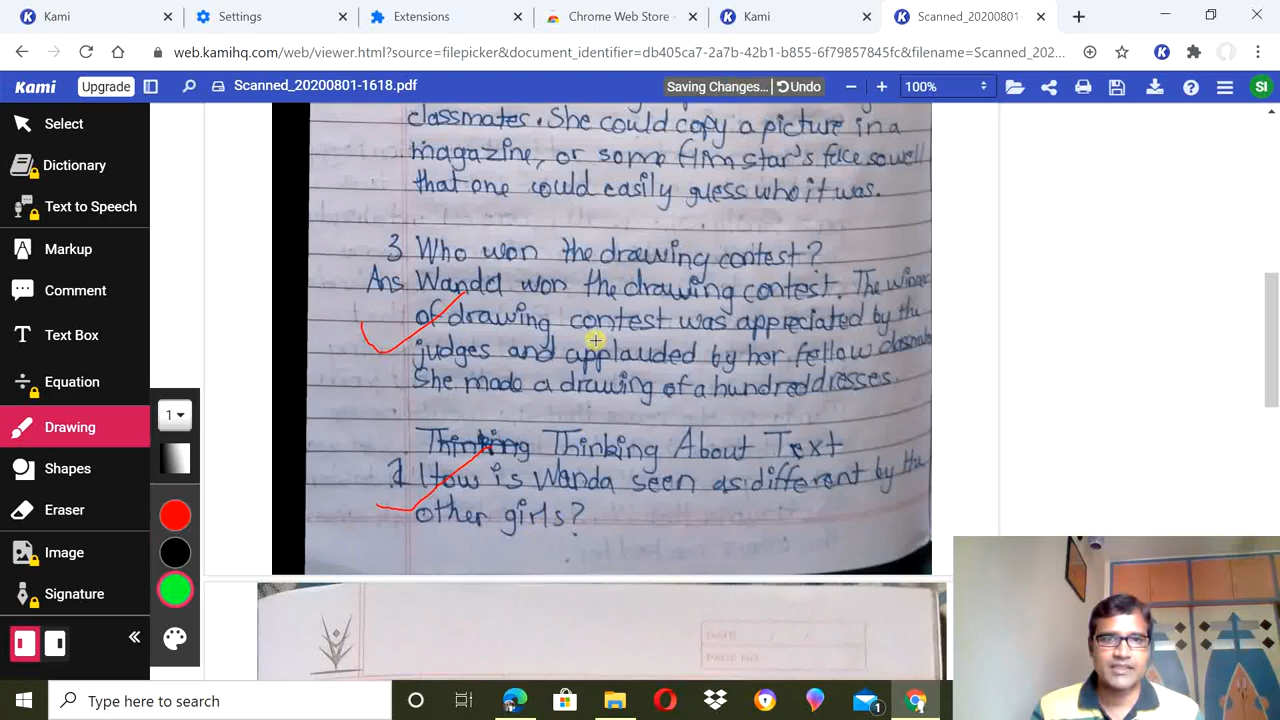 Kami
Settings
Extensions
Chrome Web Store -
Kami
Scanned_20200801
web.kamihq.com/web/viewer.html?source=filepicker&document_identifier=db405ca7-2a7b-42b1-b855-6f79857845fc&filename=Scanned_202...
Kami Upgrade Scanned_20200801-1618.pdf Saving Changes... Undo 100% SI
Select
Dictionary
Text to Speech
Markup
Comment
Text Box
Equation
Drawing
Shapes
Eraser
Image
Signature
1
classmates. She could copy a picture in a
magazine, or some film star's face so well
that one could easily guess who it was.
3 Who won the drawing contest?
Ans Wanda won the drawing contest. The
of drawing contest was appreciated by the
judges and applauded by her fellow
She made a drawing of a hundred dresses.
Thinking Thinking About Text
1 How is Wanda seen as different by the
other girls?
DATE / /
PAGE NO.
Type here to search
1